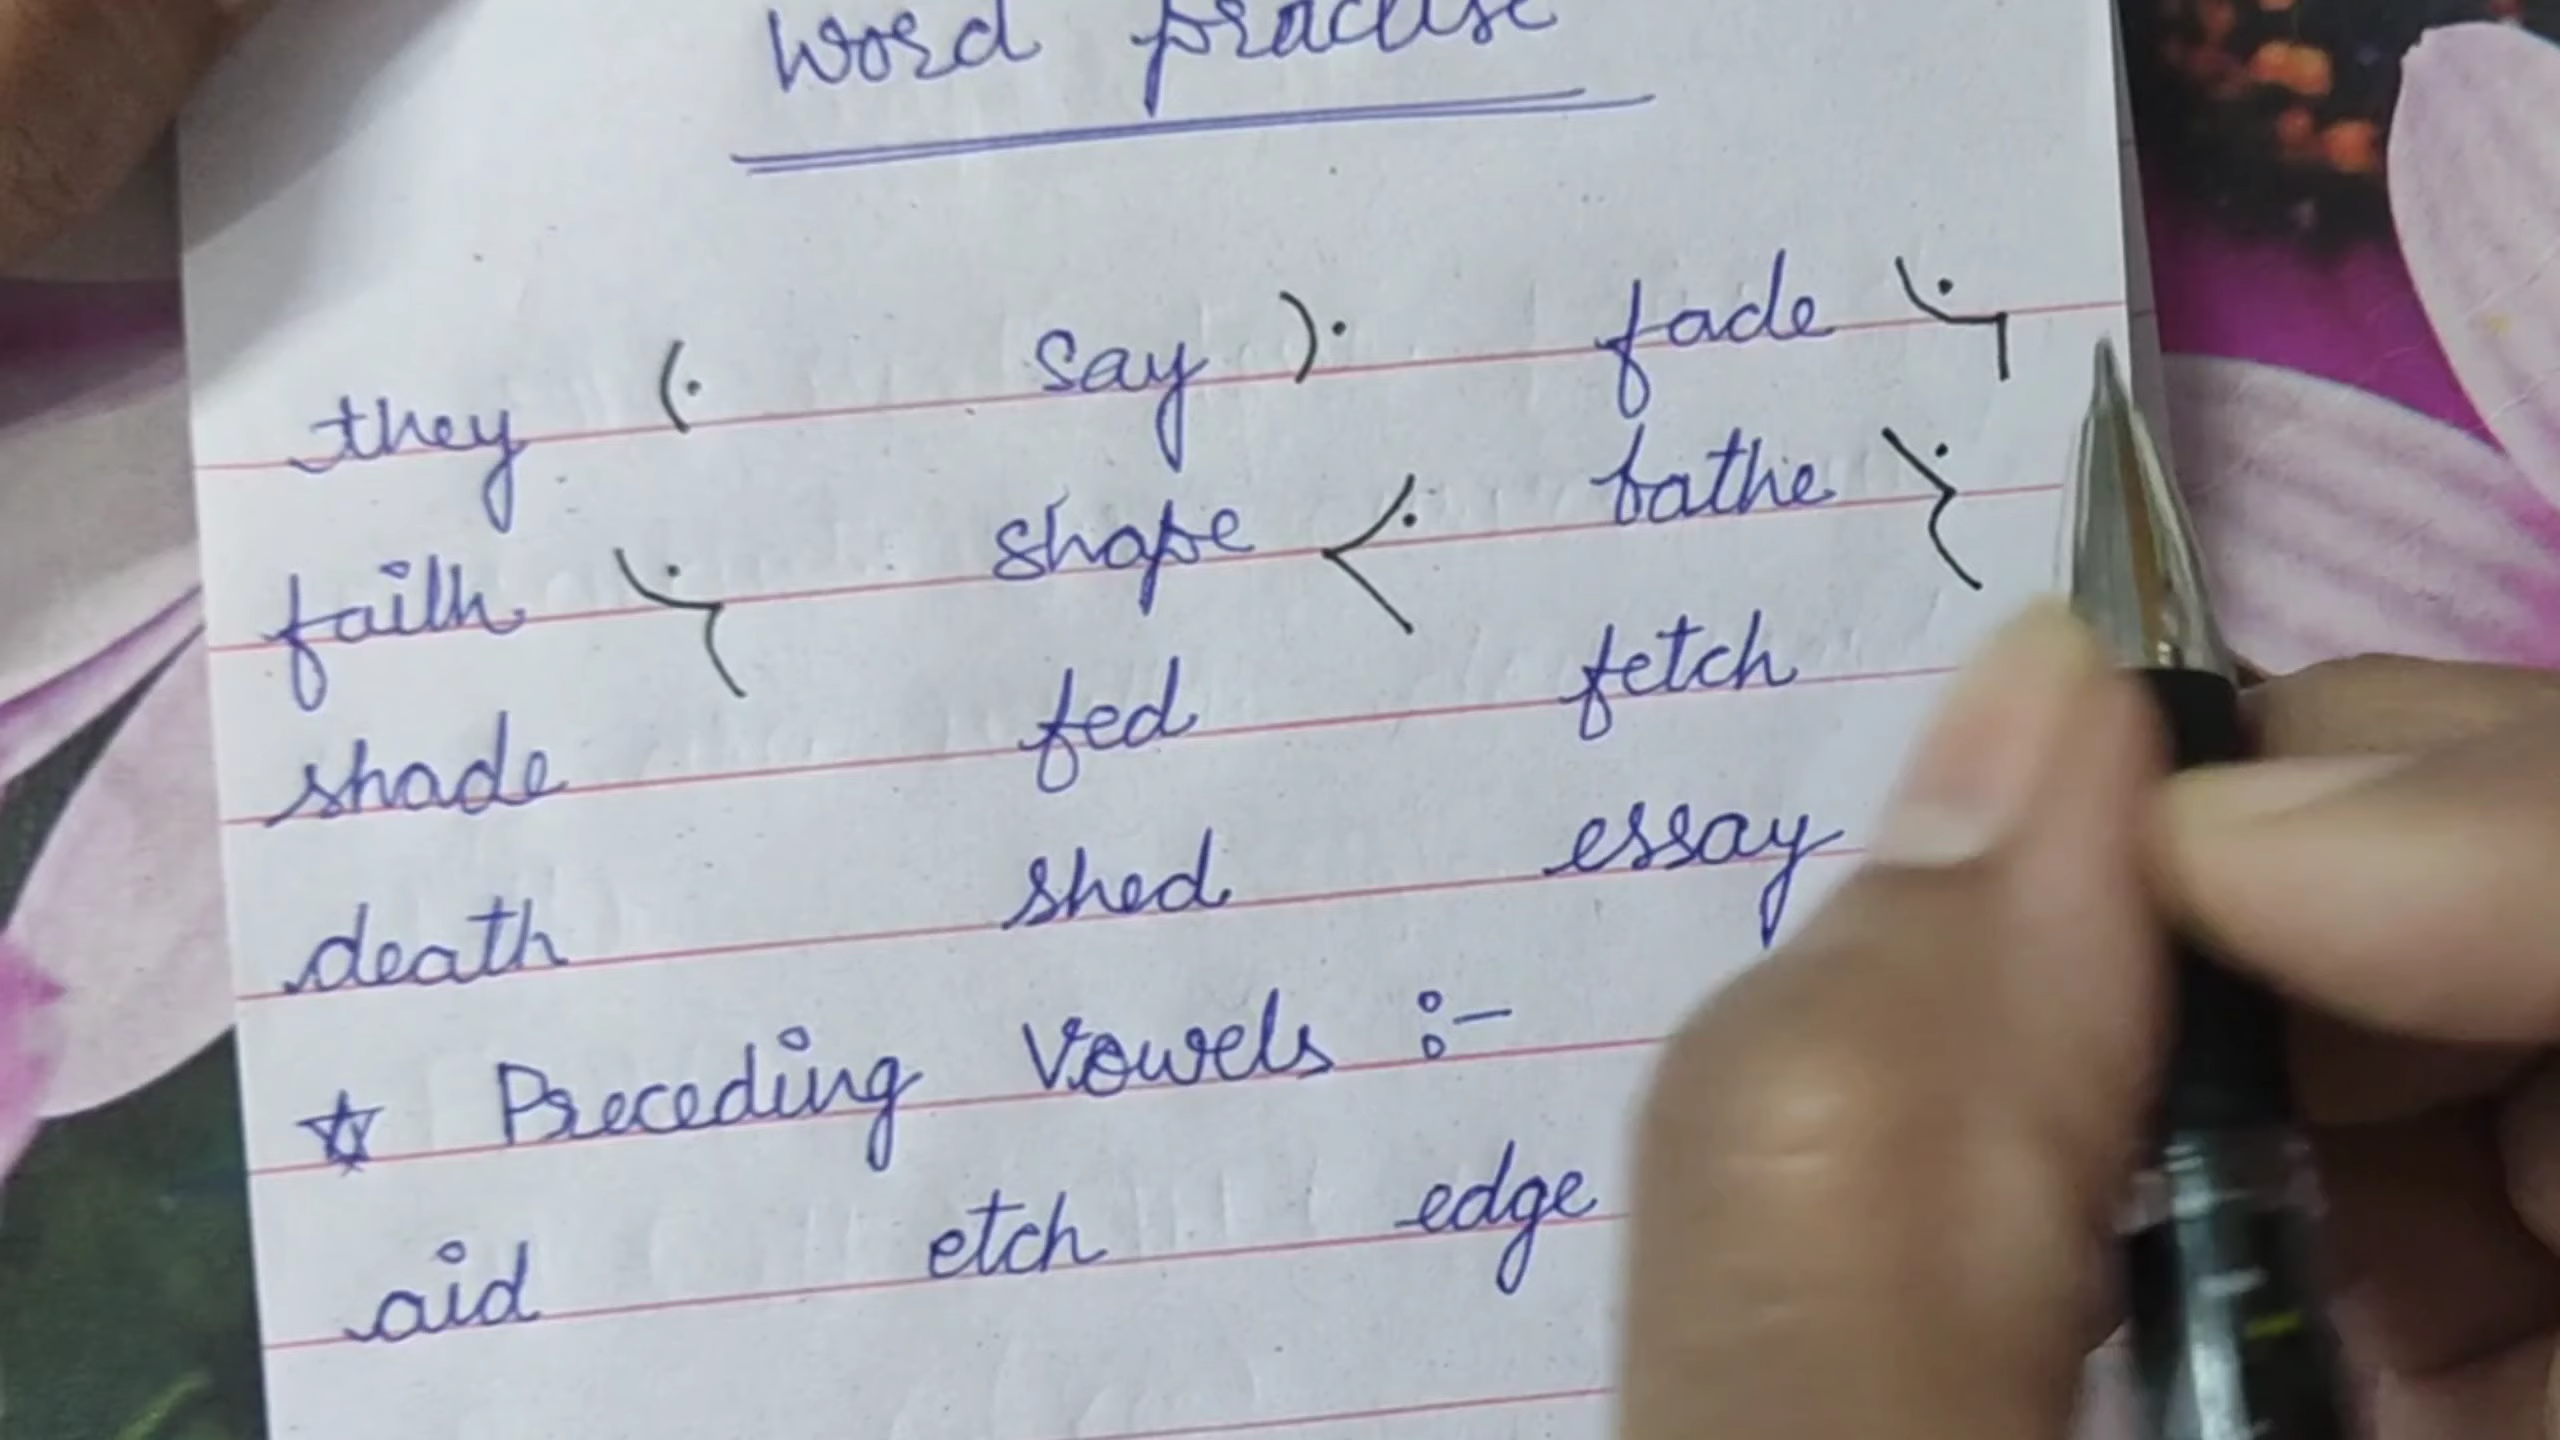 Word practise
they say fade
faith shape bathe
shade fed fetch
death shed essay
☆ Preceding Vowels :-
aid etch edge